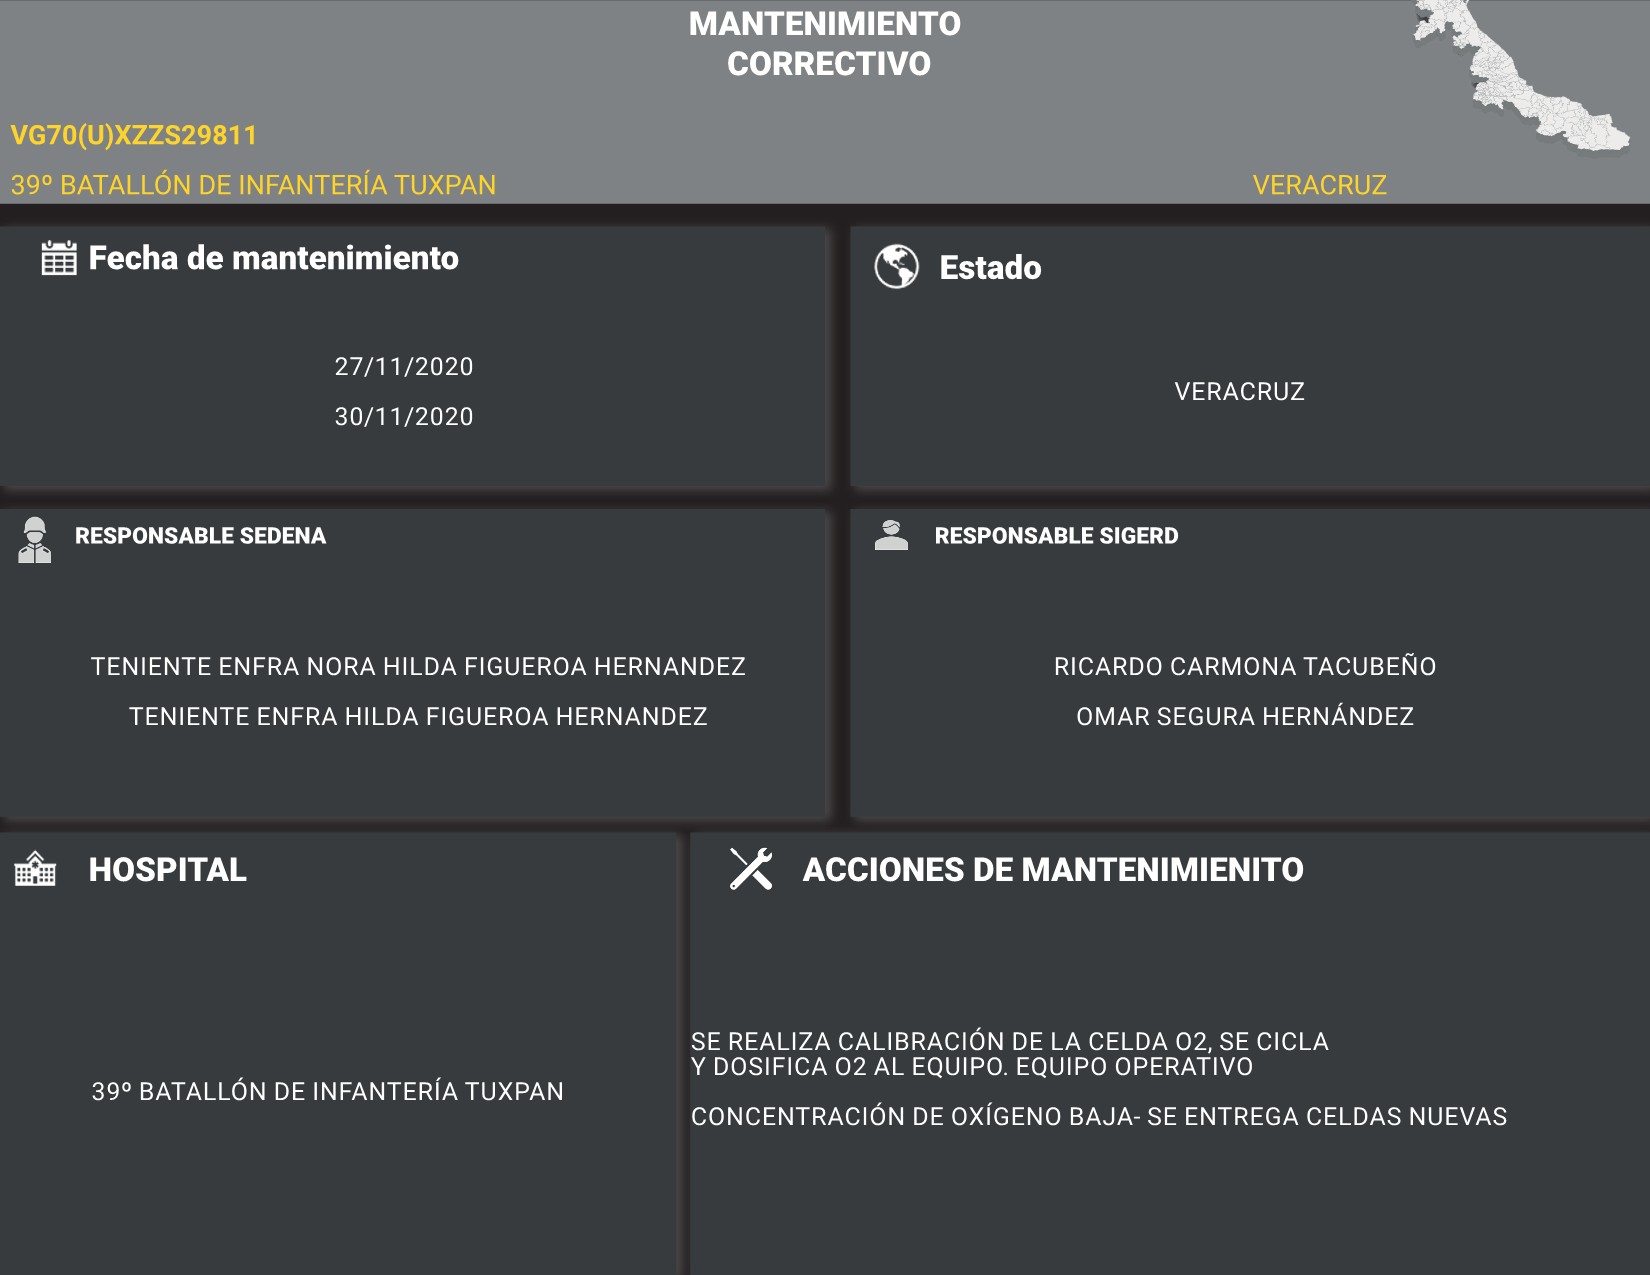 MANTENIMIENTO
CORRECTIVO
VG70(U)XZZS29811
39º BATALLÓN DE INFANTERÍA TUXPAN
VERACRUZ
Fecha de mantenimiento
27/11/2020
30/11/2020
Estado
VERACRUZ
RESPONSABLE SEDENA
TENIENTE ENFRA NORA HILDA FIGUEROA HERNANDEZ
TENIENTE ENFRA HILDA FIGUEROA HERNANDEZ
RESPONSABLE SIGERD
RICARDO CARMONA TACUBEÑO
OMAR SEGURA HERNÁNDEZ
HOSPITAL
39º BATALLÓN DE INFANTERÍA TUXPAN
ACCIONES DE MANTENIMIENITO
SE REALIZA CALIBRACIÓN DE LA CELDA O2, SE CICLA
Y DOSIFICA O2 AL EQUIPO. EQUIPO OPERATIVO
CONCENTRACIÓN DE OXÍGENO BAJA- SE ENTREGA CELDAS NUEVAS